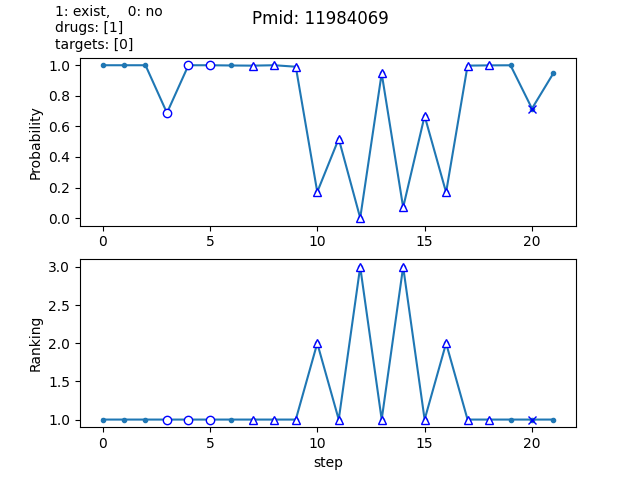 1: exist,    0: no
drugs: [1]
targets: [0]
Pmid: 11984069
Probability
1.0
0.8
0.6
0.4
0.2
0.0
0 5 10 15 20
Ranking
3.0
2.5
2.0
1.5
1.0
0 5 10 15 20
step